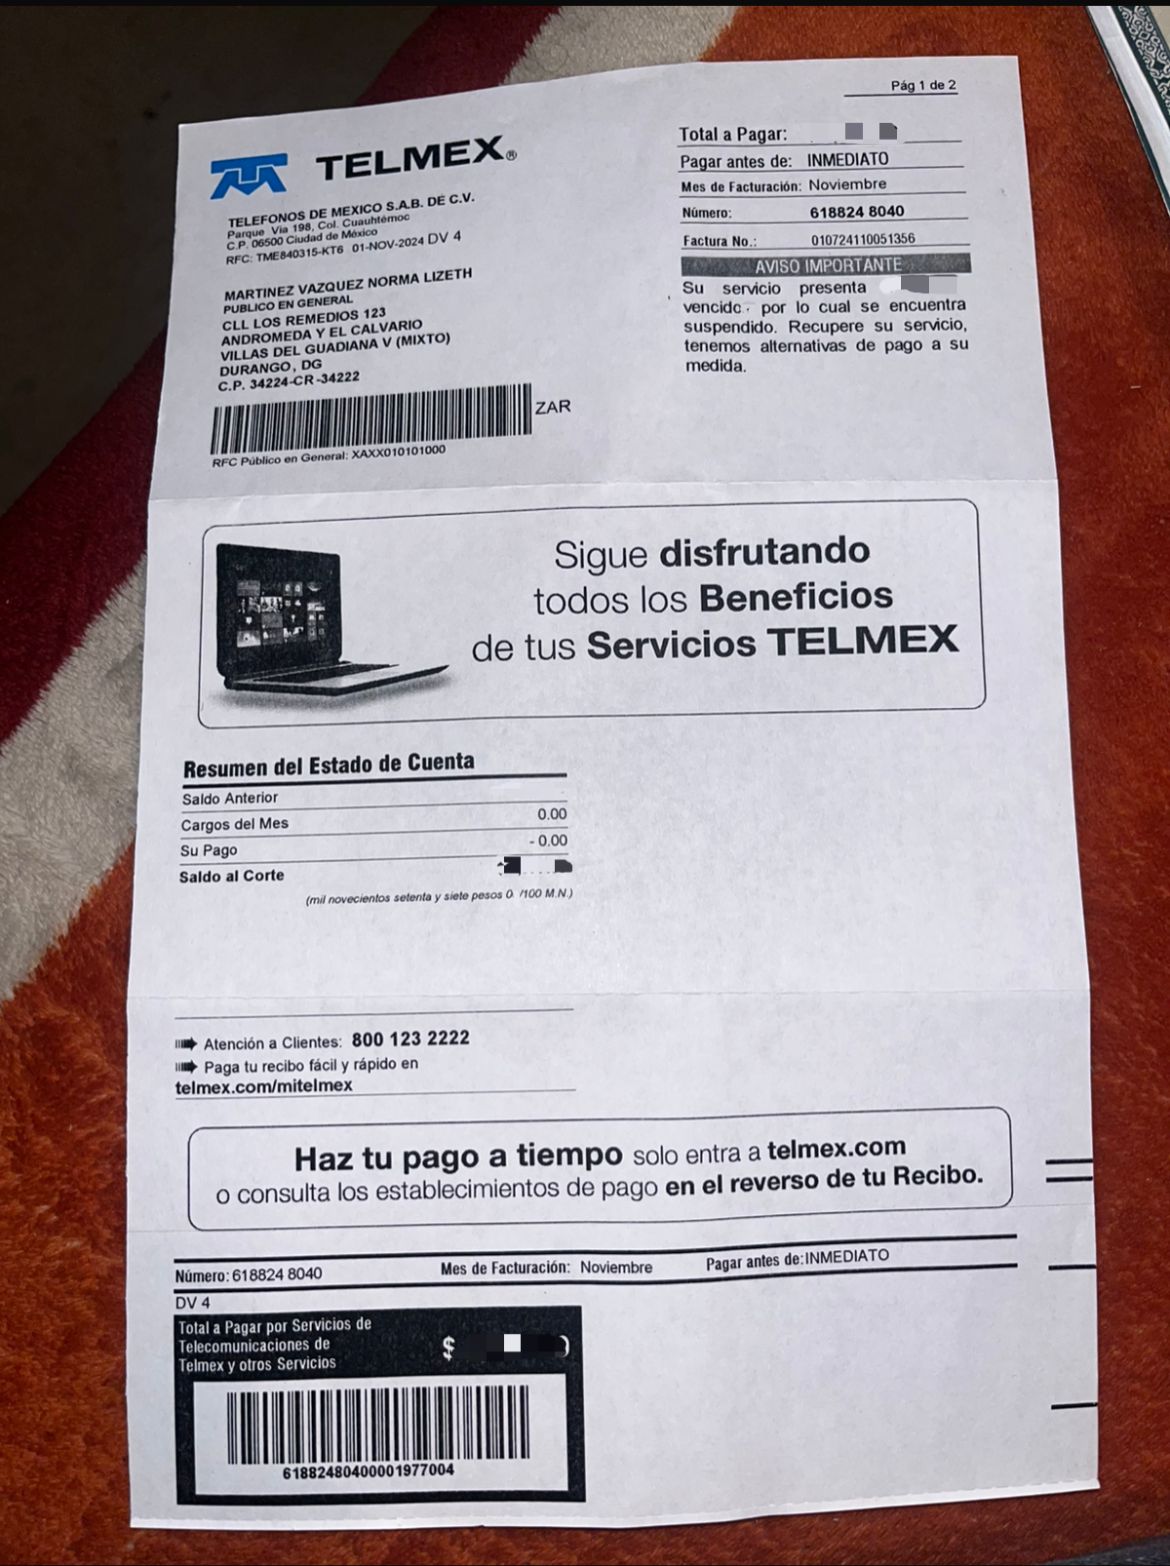 Pág 1 de 2
TELMEX®
TELEFONOS DE MEXICO S.A.B. DE C.V.
Parque Via 198, Col. Cuauhtémoc
C.P. 06500 Ciudad de México
RFC: TME840315-KT6 01-NOV-2024 DV 4
MARTINEZ VAZQUEZ NORMA LIZETH
PUBLICO EN GENERAL
CLL LOS REMEDIOS 123
ANDROMEDA Y EL CALVARIO
VILLAS DEL GUADIANA V (MIXTO)
DURANGO, DG
C.P. 34224-CR -34222
ZAR
RFC Público en General: XAXX010101000
Total a Pagar:
Pagar antes de: INMEDIATO
Mes de Facturación: Noviembre
Número: 618824 8040
Factura No.: 010724110051356
AVISO IMPORTANTE
Su servicio presenta
vencido por lo cual se encuentra
suspendido. Recupere su servicio,
tenemos alternativas de pago a su
medida.
Sigue disfrutando
todos los Beneficios
de tus Servicios TELMEX
Resumen del Estado de Cuenta
Saldo Anterior
Cargos del Mes 0.00
Su Pago - 0.00
Saldo al Corte
(mil novecientos setenta y siete pesos 0 /100 M.N.)
Atención a Clientes: 800 123 2222
Paga tu recibo fácil y rápido en
telmex.com/mitelmex
Haz tu pago a tiempo solo entra a telmex.com
o consulta los establecimientos de pago en el reverso de tu Recibo.
Número: 618824 8040 Mes de Facturación: Noviembre Pagar antes de: INMEDIATO
DV 4
Total a Pagar por Servicios de
Telecomunicaciones de
Telmex y otros Servicios
$
61882480400001977004